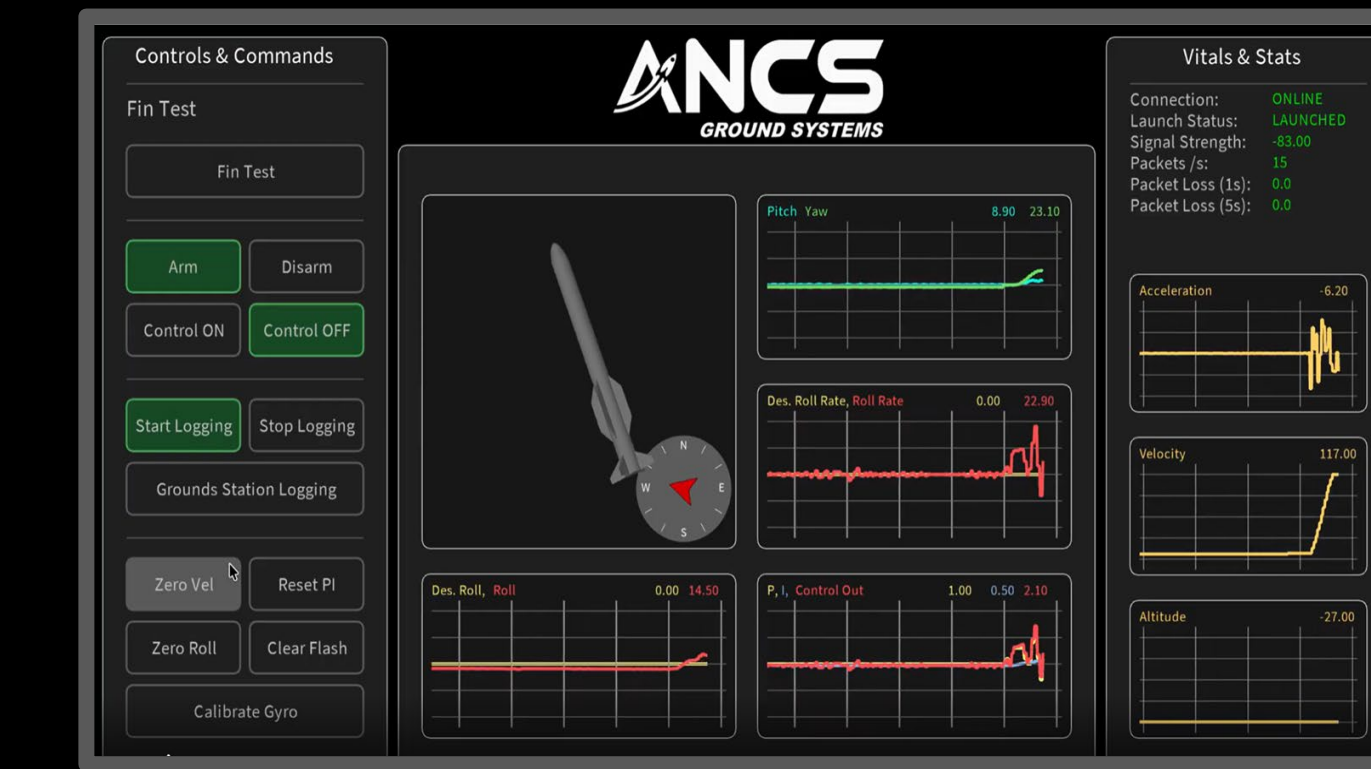 Controls & Commands
Fin Test
Fin Test
Arm
Disarm
Control ON
Control OFF
Start Logging
Stop Logging
Grounds Station Logging
Zero Vel
Reset PI
Zero Roll
Clear Flash
Calibrate Gyro
ANCS
GROUND SYSTEMS
N
W E
S
Pitch Yaw 8.90 23.10
Des. Roll Rate, Roll Rate 0.00 22.90
Des. Roll, Roll 0.00 14.50
P, I, Control Out 1.00 0.50 2.10
Vitals & Stats
Connection: ONLINE
Launch Status: LAUNCHED
Signal Strength: -83.00
Packets /s: 15
Packet Loss (1s): 0.0
Packet Loss (5s): 0.0
Acceleration -6.20
Velocity 117.00
Altitude -27.00